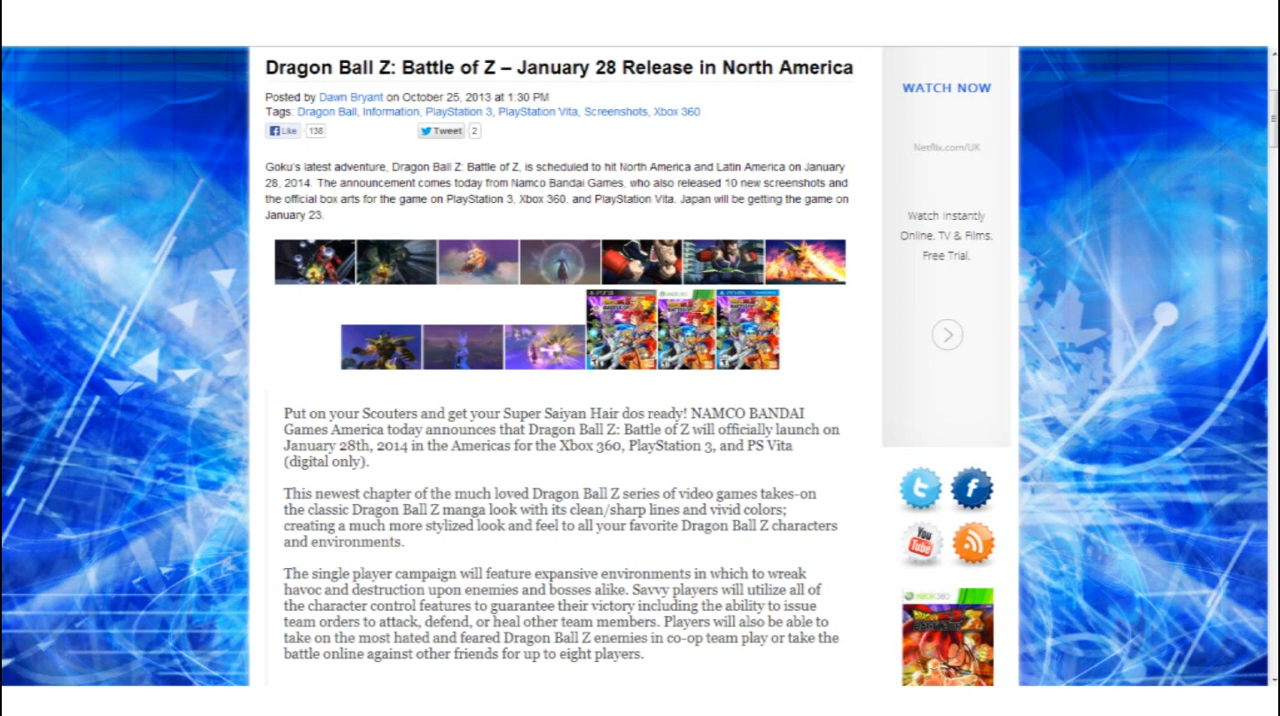 Dragon Ball Z: Battle of Z – January 28 Release in North America
Posted by Dawn Bryant on October 25, 2013 at 1:30 PM
Tags: Dragon Ball, Information, PlayStation 3, PlayStation Vita, Screenshots, Xbox 360
Like 138 Tweet 2
Goku's latest adventure, Dragon Ball Z: Battle of Z, is scheduled to hit North America and Latin America on January
28, 2014. The announcement comes today from Namco Bandai Games, who also released 10 new screenshots and
the official box arts for the game on PlayStation 3, Xbox 360, and PlayStation Vita. Japan will be getting the game on
January 23.
Put on your Scouters and get your Super Saiyan Hair dos ready! NAMCO BANDAI
Games America today announces that Dragon Ball Z: Battle of Z will officially launch on
January 28th, 2014 in the Americas for the Xbox 360, PlayStation 3, and PS Vita
(digital only).
This newest chapter of the much loved Dragon Ball Z series of video games takes-on
the classic Dragon Ball Z manga look with its clean/sharp lines and vivid colors;
creating a much more stylized look and feel to all your favorite Dragon Ball Z characters
and environments.
The single player campaign will feature expansive environments in which to wreak
havoc and destruction upon enemies and bosses alike. Savvy players will utilize all of
the character control features to guarantee their victory including the ability to issue
team orders to attack, defend, or heal other team members. Players will also be able to
take on the most hated and feared Dragon Ball Z enemies in co-op team play or take the
battle online against other friends for up to eight players.
WATCH NOW
Netflix.com/UK
Watch Instantly
Online. TV & Films.
Free Trial.
You
Tube
XBOX 360